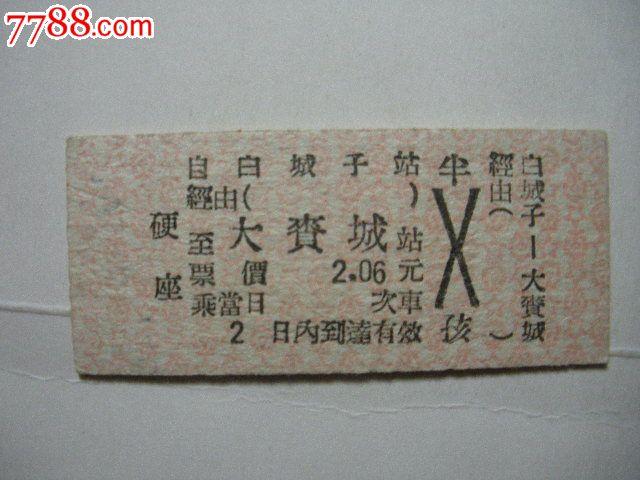 7788.com
自白城子站
經由( )
至大賚城站
票價2.06元
乘當日 次車
2日內到達有效
硬座
半孩
白城子—大賚城
經由( )